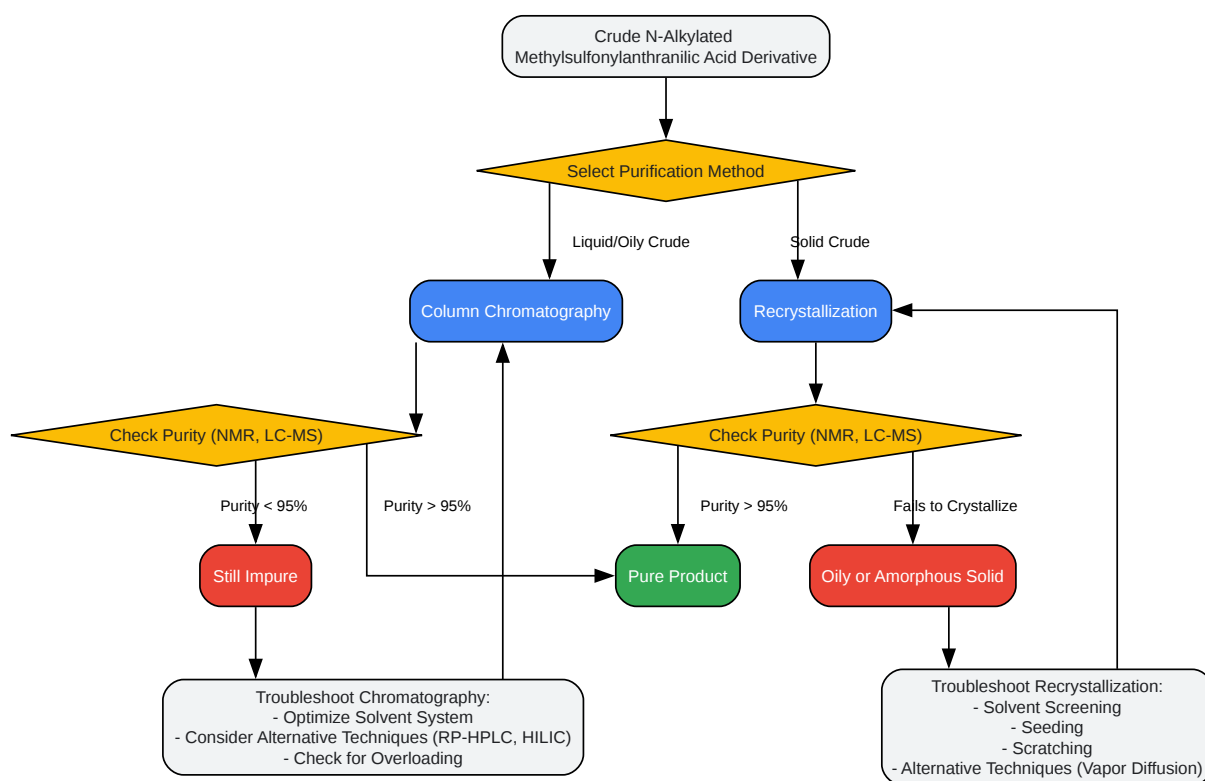 Crude N-Alkylated
Methylsulfonylanthranilic Acid Derivative
Select Purification Method
Liquid/Oily Crude
Solid Crude
Column Chromatography
Recrystallization
Check Purity (NMR, LC-MS)
Check Purity (NMR, LC-MS)
Purity < 95%
Purity > 95%
Purity > 95%
Fails to Crystallize
Still Impure
Pure Product
Oily or Amorphous Solid
Troubleshoot Chromatography:
- Optimize Solvent System
- Consider Alternative Techniques (RP-HPLC, HILIC)
- Check for Overloading
Troubleshoot Recrystallization:
- Solvent Screening
- Seeding
- Scratching
- Alternative Techniques (Vapor Diffusion)